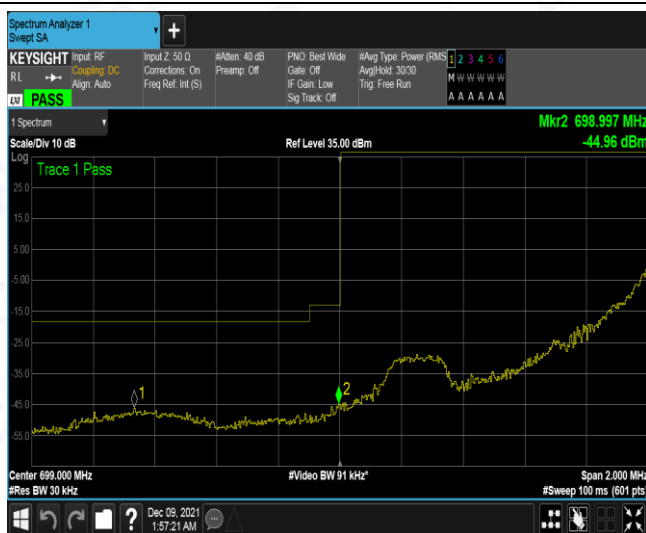 Spectrum Analyzer 1
Swept SA
+
KEYSIGHT Input: RF Input Z: 50 Ω #Atten: 40 dB PNO: Best Wide #Avg Type: Power (RMS 1 2 3 4 5 6
RL Coupling: DC Corrections: On Preamp: Off Gate: Off Avg|Hold: 30/30 M W W W W W
Align: Auto Freq Ref: Int (S) IF Gain: Low Trig: Free Run
LXI PASS Sig Track: Off A A A A A A
1 Spectrum Mkr2 698.997 MHz
Scale/Div 10 dB Ref Level 35.00 dBm -44.96 dBm
Log
Trace 1 Pass
25.0
15.0
5.00
-5.00
-15.0
-25.0
-35.0
1 2
-45.0
-55.0
Center 699.000 MHz #Video BW 91 kHz* Span 2.000 MHz
#Res BW 30 kHz #Sweep 100 ms (601 pts)
? Dec 09, 2021
1:57:21 AM